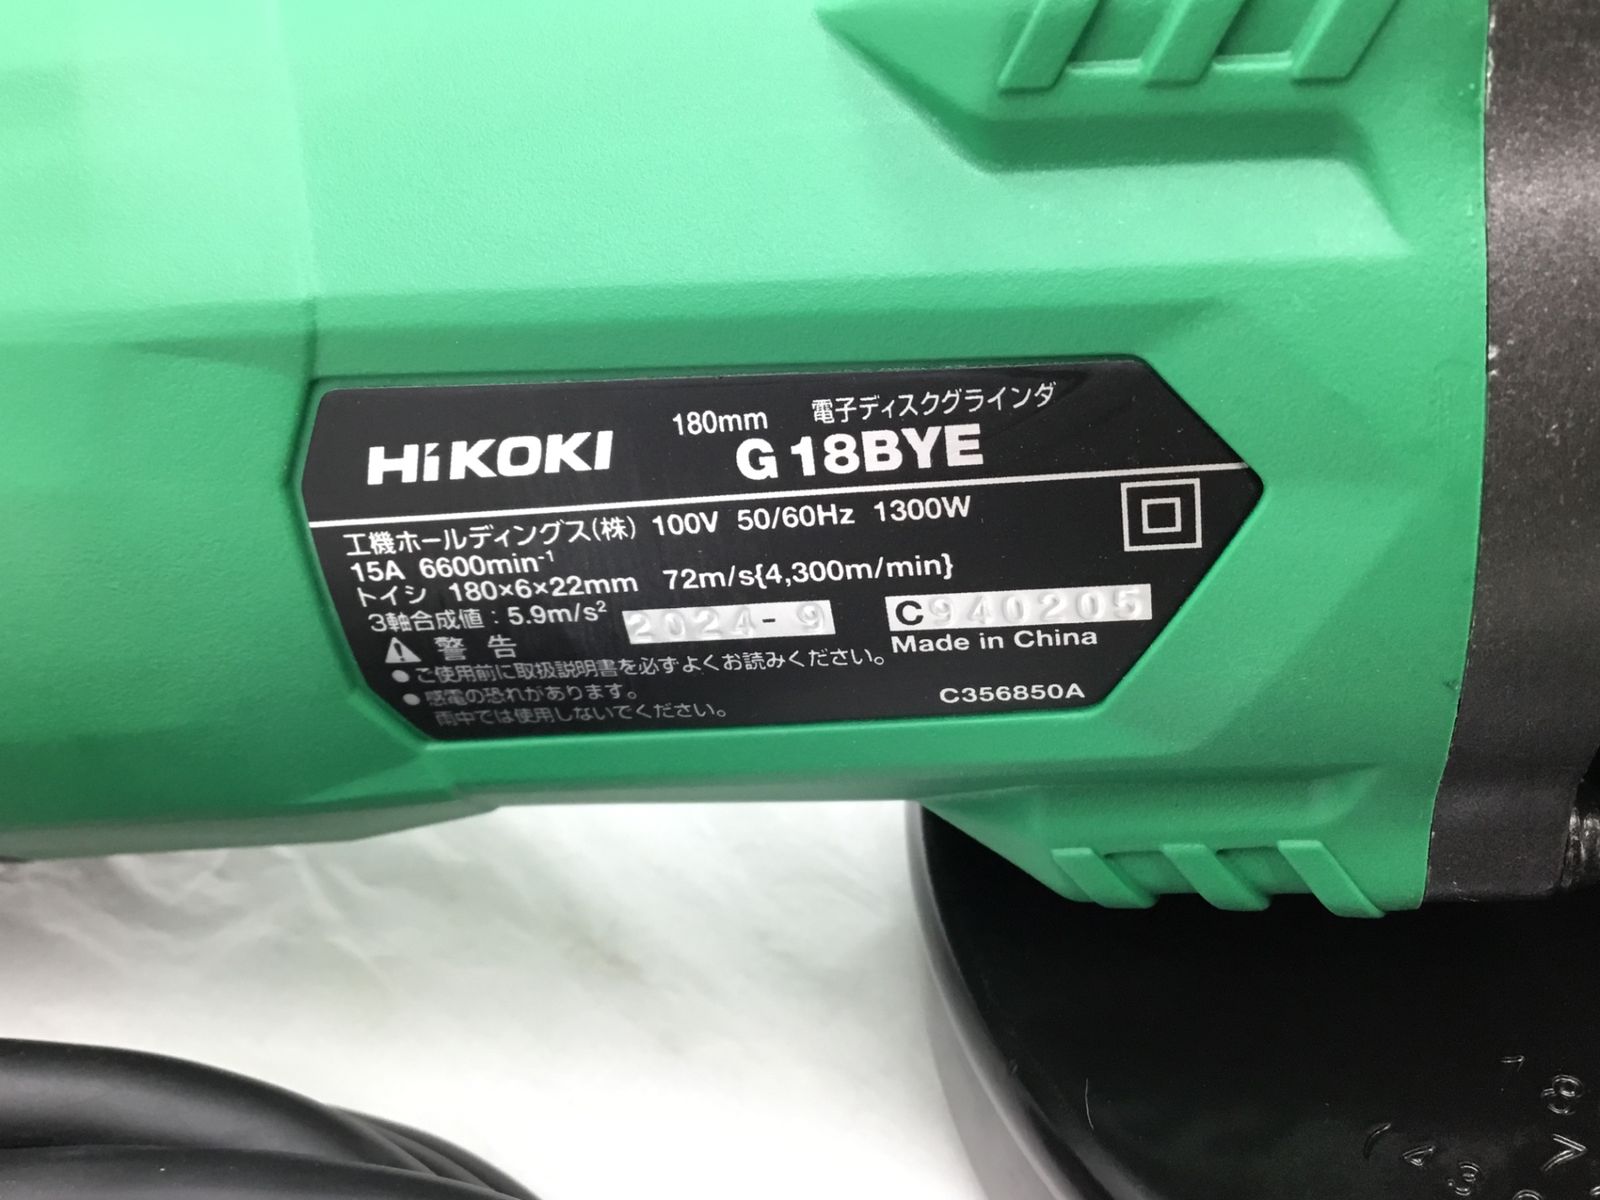 180mm 電子ディスクグラインダ
HiKOKI G18BYE
工機ホールディングス(株) 100V 50/60Hz 1300W
15A 6600min⁻¹
トイシ 180×6×22mm 72m/s{4,300m/min}
3軸合成値：5.9m/s² 2024-9 C940205
⚠警告 Made in China
●ご使用前に取扱説明書を必ずよくお読みください。
●感電の恐れがあります。 C356850A
雨中では使用しないでください。